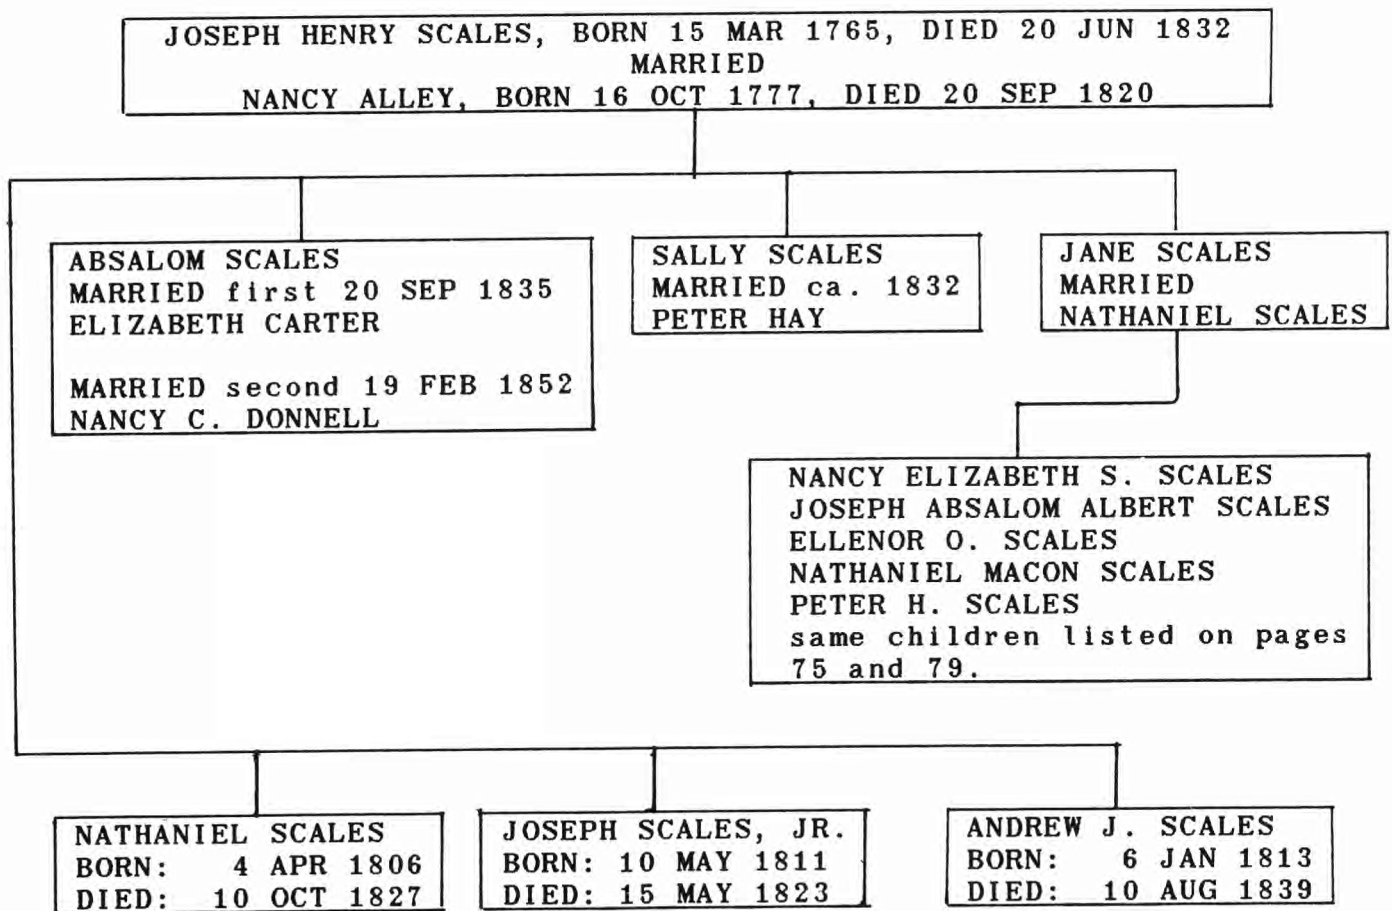 JOSEPH HENRY SCALES, BORN 15 MAR 1765, DIED 20 JUN 1832
MARRIED
NANCY ALLEY, BORN 16 OCT 1777, DIED 20 SEP 1820
ABSALOM SCALES
MARRIED first 20 SEP 1835
ELIZABETH CARTER
MARRIED second 19 FEB 1852
NANCY C. DONNELL
SALLY SCALES
MARRIED ca. 1832
PETER HAY
JANE SCALES
MARRIED
NATHANIEL SCALES
NANCY ELIZABETH S. SCALES
JOSEPH ABSALOM ALBERT SCALES
ELLENOR O. SCALES
NATHANIEL MACON SCALES
PETER H. SCALES
same children listed on pages
75 and 79.
NATHANIEL SCALES
BORN: 4 APR 1806
DIED: 10 OCT 1827
JOSEPH SCALES, JR.
BORN: 10 MAY 1811
DIED: 15 MAY 1823
ANDREW J. SCALES
BORN: 6 JAN 1813
DIED: 10 AUG 1839